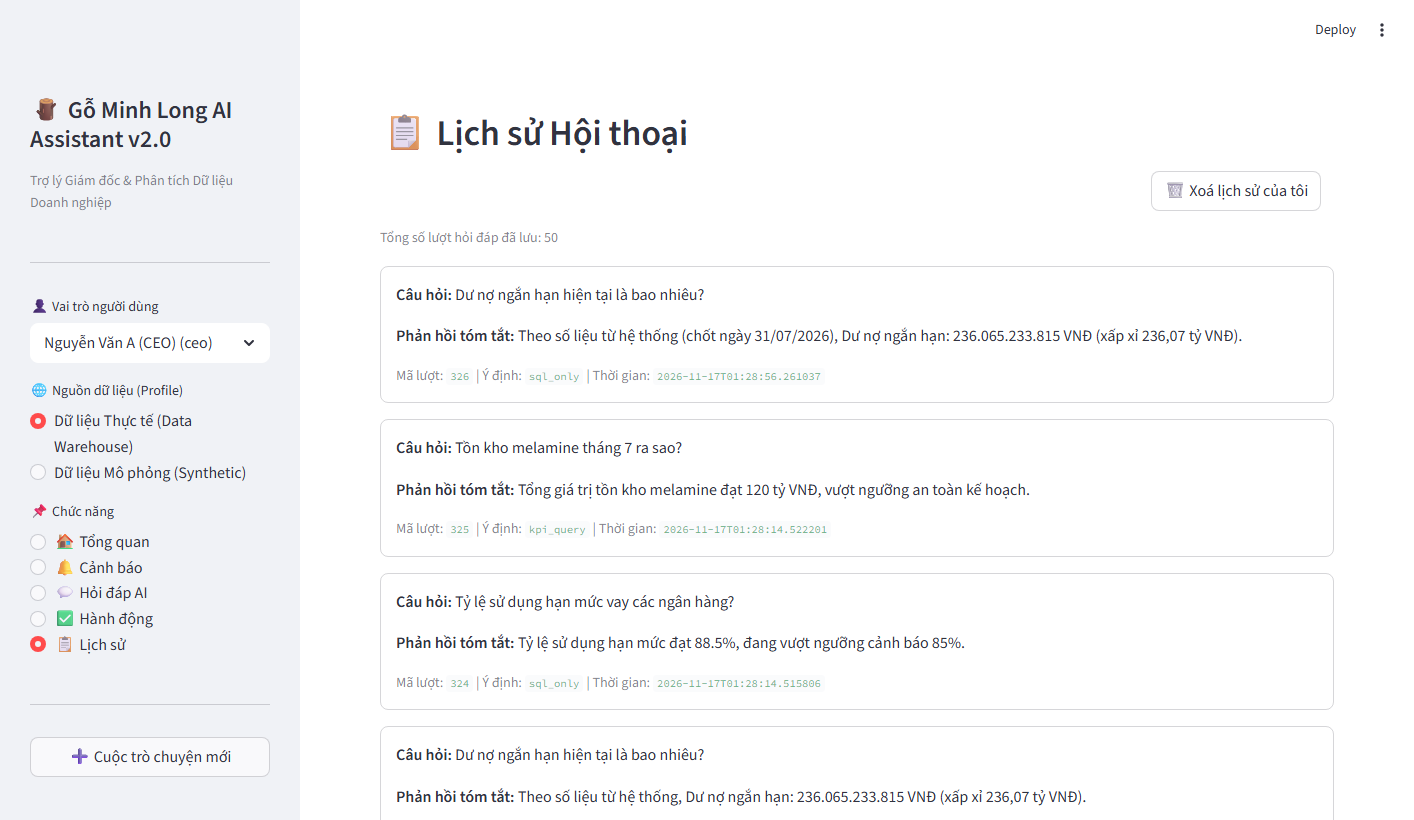 Deploy
Gỗ Minh Long AI
Assistant v2.0
Trợ lý Giám đốc & Phân tích Dữ liệu
Doanh nghiệp
Vai trò người dùng
Nguyễn Văn A (CEO) (ceo)
Nguồn dữ liệu (Profile)
Dữ liệu Thực tế (Data
Warehouse)
Dữ liệu Mô phỏng (Synthetic)
Chức năng
Tổng quan
Cảnh báo
Hỏi đáp AI
Hành động
Lịch sử
Cuộc trò chuyện mới
Lịch sử Hội thoại
Xoá lịch sử của tôi
Tổng số lượt hỏi đáp đã lưu: 50
Câu hỏi: Dư nợ ngắn hạn hiện tại là bao nhiêu?
Phản hồi tóm tắt: Theo số liệu từ hệ thống (chốt ngày 31/07/2026), Dư nợ ngắn hạn: 236.065.233.815 VNĐ (xấp xỉ 236,07 tỷ VNĐ).
Mã lượt: 326 | Ý định: sql_only | Thời gian: 2026-11-17T01:28:56.261037
Câu hỏi: Tồn kho melamine tháng 7 ra sao?
Phản hồi tóm tắt: Tổng giá trị tồn kho melamine đạt 120 tỷ VNĐ, vượt ngưỡng an toàn kế hoạch.
Mã lượt: 325 | Ý định: kpi_query | Thời gian: 2026-11-17T01:28:14.522201
Câu hỏi: Tỷ lệ sử dụng hạn mức vay các ngân hàng?
Phản hồi tóm tắt: Tỷ lệ sử dụng hạn mức đạt 88.5%, đang vượt ngưỡng cảnh báo 85%.
Mã lượt: 324 | Ý định: sql_only | Thời gian: 2026-11-17T01:28:14.515806
Câu hỏi: Dư nợ ngắn hạn hiện tại là bao nhiêu?
Phản hồi tóm tắt: Theo số liệu từ hệ thống, Dư nợ ngắn hạn: 236.065.233.815 VNĐ (xấp xỉ 236,07 tỷ VNĐ).